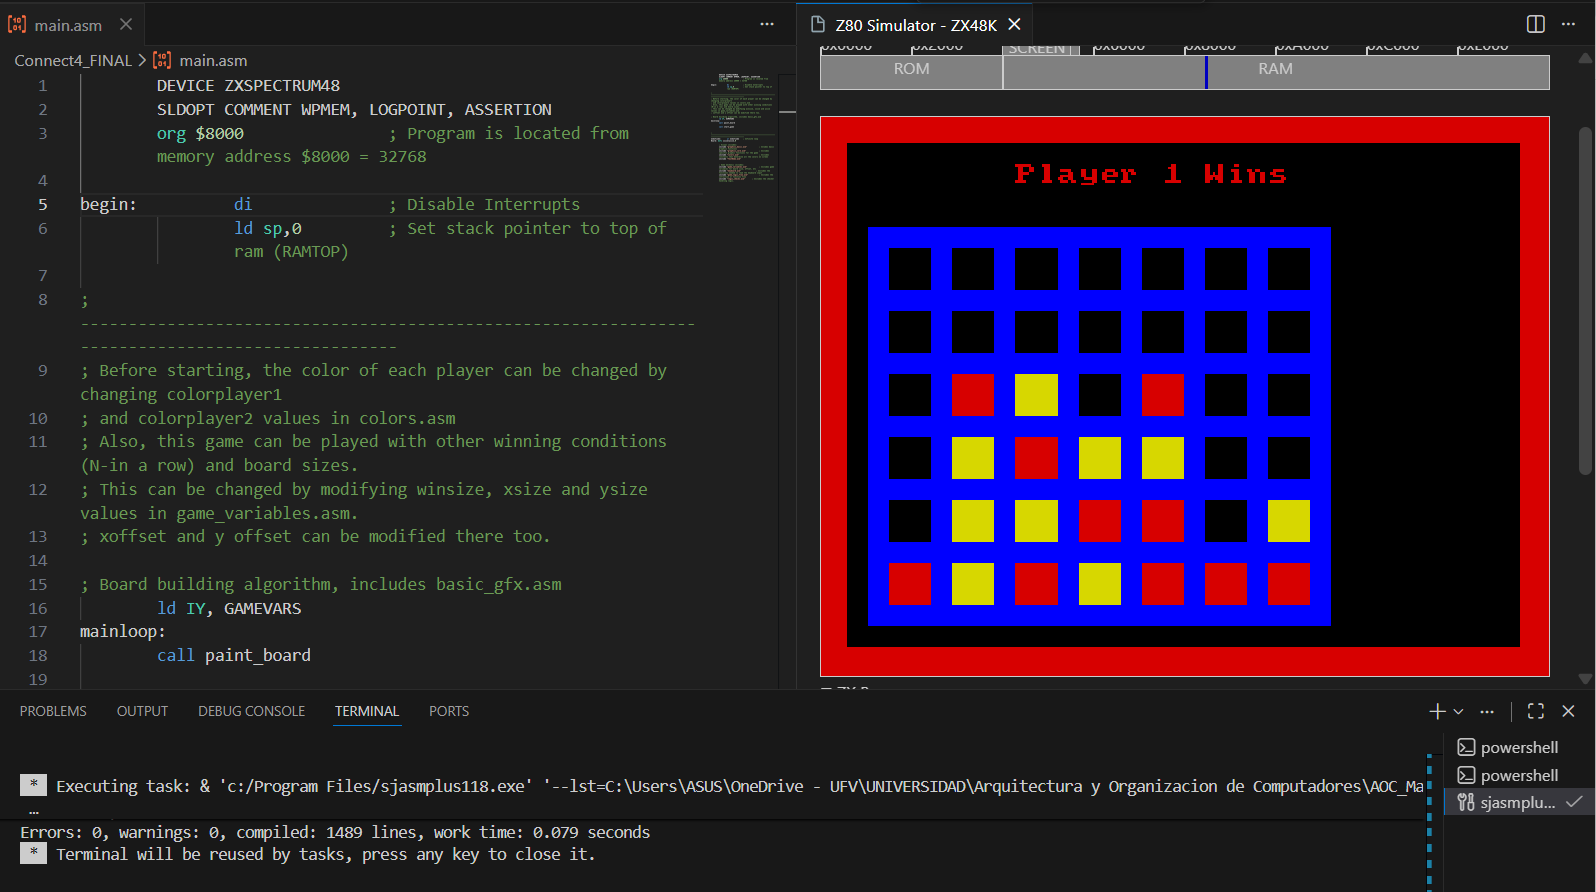 main.asm
Z80 Simulator - ZX48K
Connect4_FINAL > main.asm
1 DEVICE ZXSPECTRUM48
2 SLDOPT COMMENT WPMEM, LOGPOINT, ASSERTION
3 org $8000 ; Program is located from
memory address $8000 = 32768
4
5 begin: di ; Disable Interrupts
6 ld sp,0 ; Set stack pointer to top of
ram (RAMTOP)
7
8 ;
-----------------------------------------------------------------
---------------------------------
9 ; Before starting, the color of each player can be changed by
changing colorplayer1
10 ; and colorplayer2 values in colors.asm
11 ; Also, this game can be played with other winning conditions
(N-in a row) and board sizes.
12 ; This can be changed by modifying winsize, xsize and ysize
values in game_variables.asm.
13 ; xoffset and y offset can be modified there too.
14
15 ; Board building algorithm, includes basic_gfx.asm
16 ld IY, GAMEVARS
17 mainloop:
18 call paint_board
19
SCREEN
ROM RAM
Player 1 Wins
PROBLEMS OUTPUT DEBUG CONSOLE TERMINAL PORTS
* Executing task: & 'c:/Program Files/sjasmplus118.exe' '--lst=C:\Users\ASUS\OneDrive - UFV\UNIVERSIDAD\Arquitectura y Organizacion de Computadores\AOC_Ma
…
Errors: 0, warnings: 0, compiled: 1489 lines, work time: 0.079 seconds
* Terminal will be reused by tasks, press any key to close it.
powershell
powershell
sjasmplu...